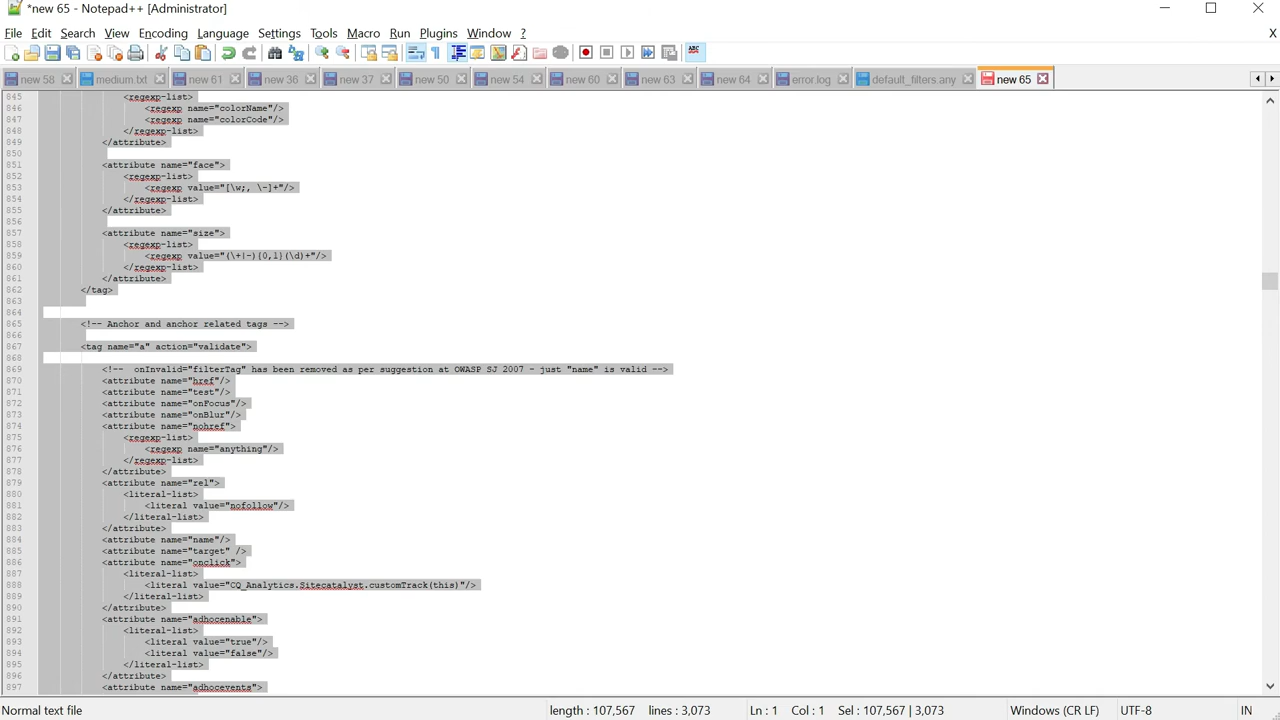 *new 65 - Notepad++ [Administrator]
File Edit Search View Encoding Language Settings Tools Macro Run Plugins Window ? X
new 58 medium.txt new 61 new 36 new 37 new 50 new 54 new 60 new 63 new 64 error.log default_filters.any new 65
845 <regexp-list>
846 <regexp name="colorName"/>
847 <regexp name="colorCode"/>
848 </regexp-list>
849 </attribute>
850
851 <attribute name="face">
852 <regexp-list>
853 <regexp value="[\w;, \-]+"/>
854 </regexp-list>
855 </attribute>
856
857 <attribute name="size">
858 <regexp-list>
859 <regexp value="(\+|-){0,1}(\d)+"/>
860 </regexp-list>
861 </attribute>
862 </tag>
863
864
865 <!-- Anchor and anchor related tags -->
866
867 <tag name="a" action="validate">
868
869 <!--  onInvalid="filterTag" has been removed as per suggestion at OWASP SJ 2007 - just "name" is valid -->
870 <attribute name="href"/>
871 <attribute name="test"/>
872 <attribute name="onFocus"/>
873 <attribute name="onBlur"/>
874 <attribute name="nohref">
875 <regexp-list>
876 <regexp name="anything"/>
877 </regexp-list>
878 </attribute>
879 <attribute name="rel">
880 <literal-list>
881 <literal value="nofollow"/>
882 </literal-list>
883 </attribute>
884 <attribute name="name"/>
885 <attribute name="target" />
886 <attribute name="onclick">
887 <literal-list>
888 <literal value="CQ_Analytics.Sitecatalyst.customTrack(this)"/>
889 </literal-list>
890 </attribute>
891 <attribute name="adhocenable">
892 <literal-list>
893 <literal value="true"/>
894 <literal value="false"/>
895 </literal-list>
896 </attribute>
897 <attribute name="adhocevents">
Normal text file length : 107,567 lines : 3,073 Ln : 1 Col : 1 Sel : 107,567 | 3,073 Windows (CR LF) UTF-8 IN